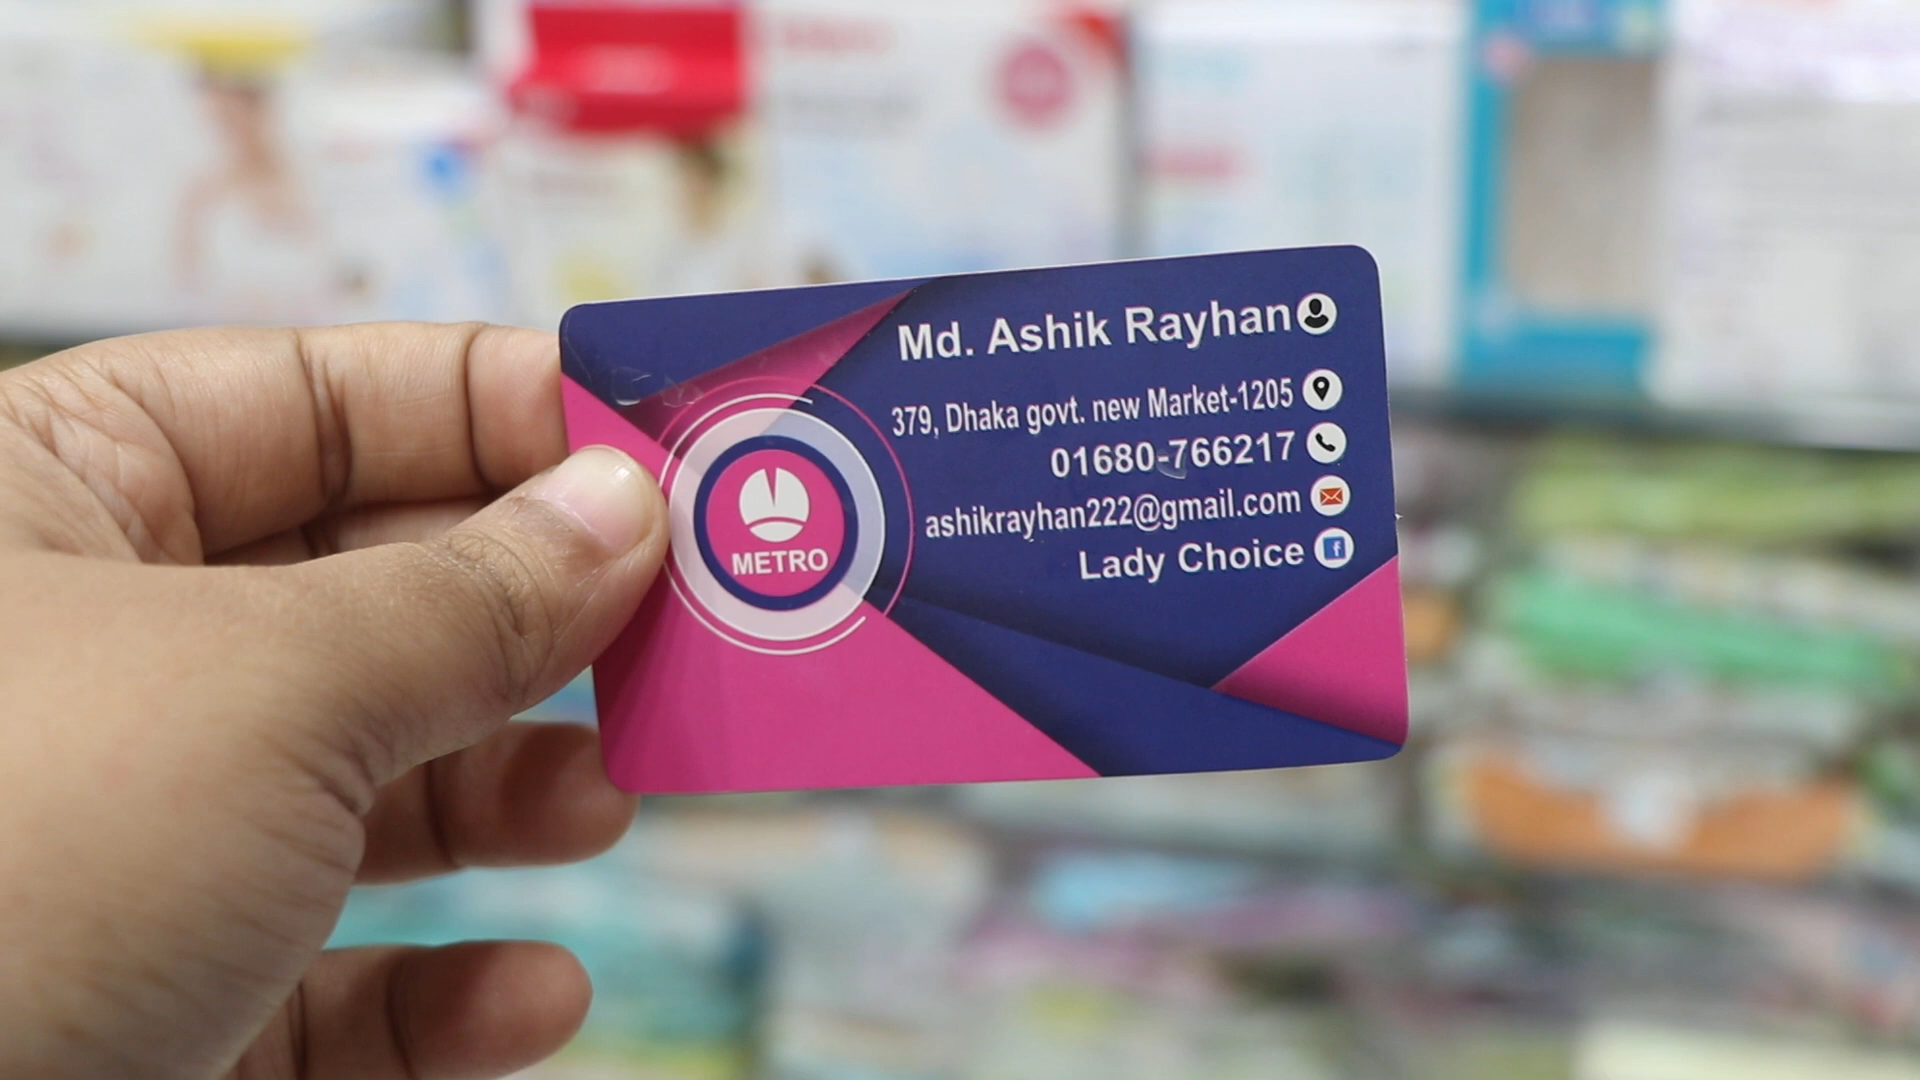 Md. Ashik Rayhan
379, Dhaka govt. new Market-1205
01680-766217
ashikrayhan222@gmail.com
Lady Choice
METRO